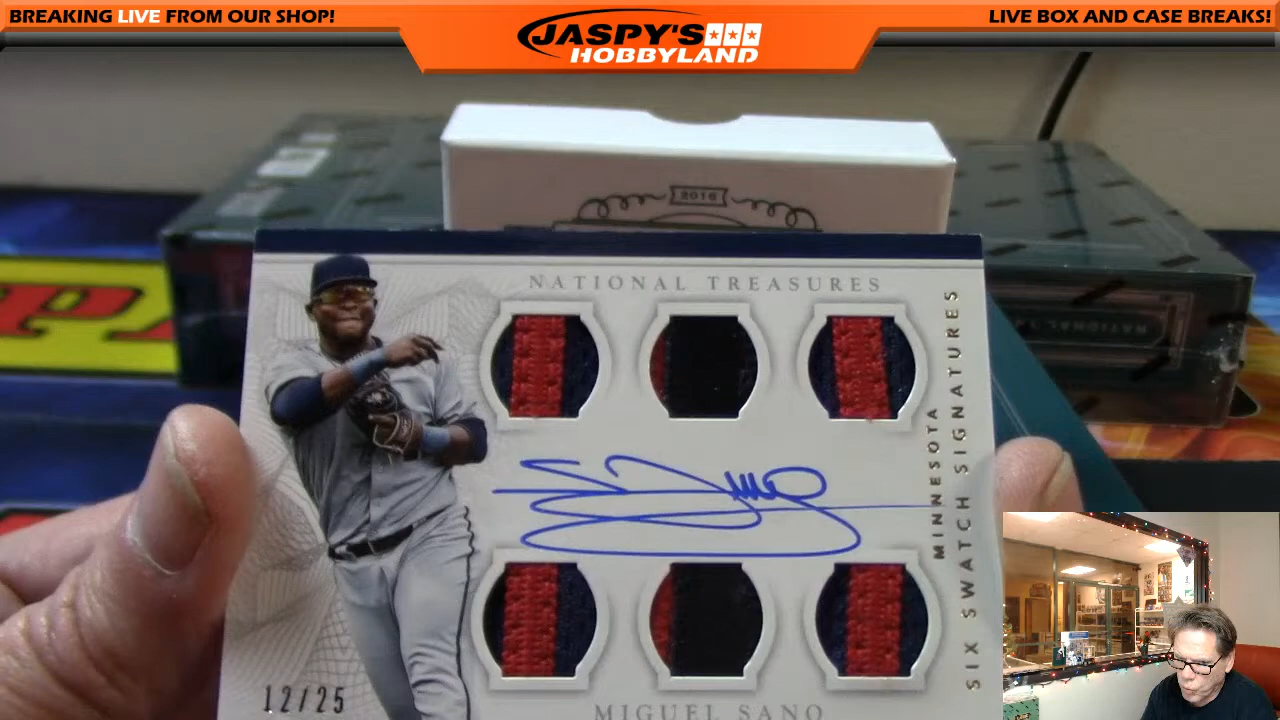 BREAKING LIVE FROM OUR SHOP!
JASPY'S
HOBBYLAND
LIVE BOX AND CASE BREAKS!
2016
NATIONAL TREASURES
MINNESOTA
SIX SWATCH SIGNATURES
12/25
MIGUEL SANO